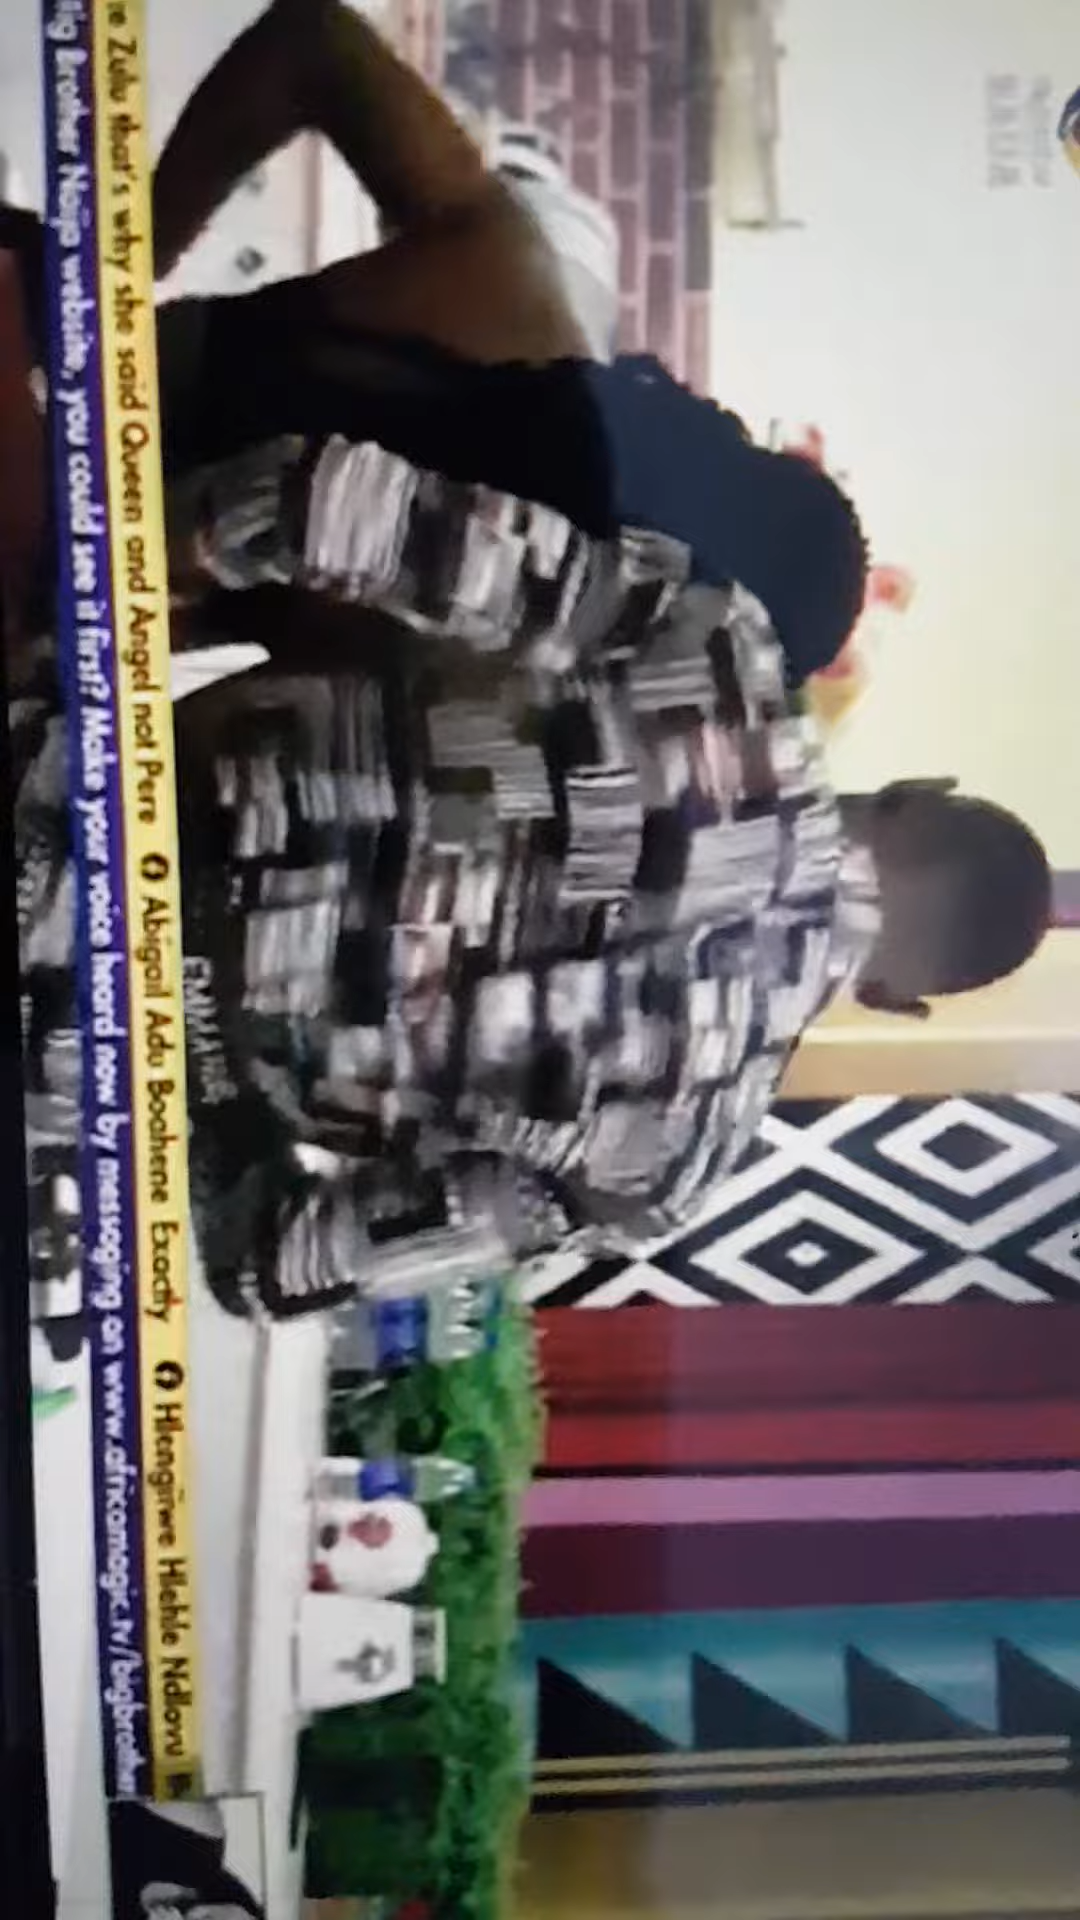 e Zulu that's why she said Queen and Angel not Pere Abigail Adu Boahene Exactly Hlengiwe Hlehle Ndlovu B
ig Brother Naija website, you could see it first? Make your voice heard now by messaging on www.africamagic.tv/bigbrother